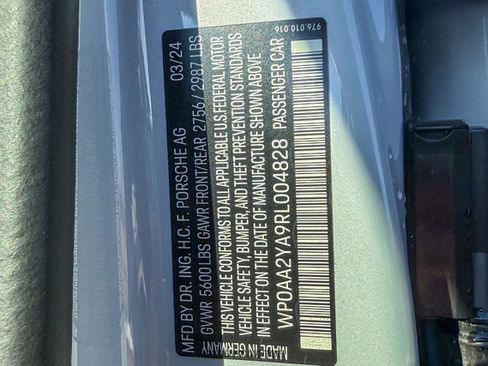 MFD BY DR. ING. H.C. F. PORSCHE AG 03/24
GVWR 5600 LBS GAWR FRONT/REAR 2756 / 2987 LBS
THIS VEHICLE CONFORMS TO ALL APPLICABLE U.S. FEDERAL MOTOR
VEHICLE SAFETY, BUMPER, AND THEFT PREVENTION STANDARDS
IN EFFECT ON THE DATE OF MANUFACTURE SHOWN ABOVE
WP0AA2YA9RL004828 PASSENGER CAR
MADE IN GERMANY
976.010.016